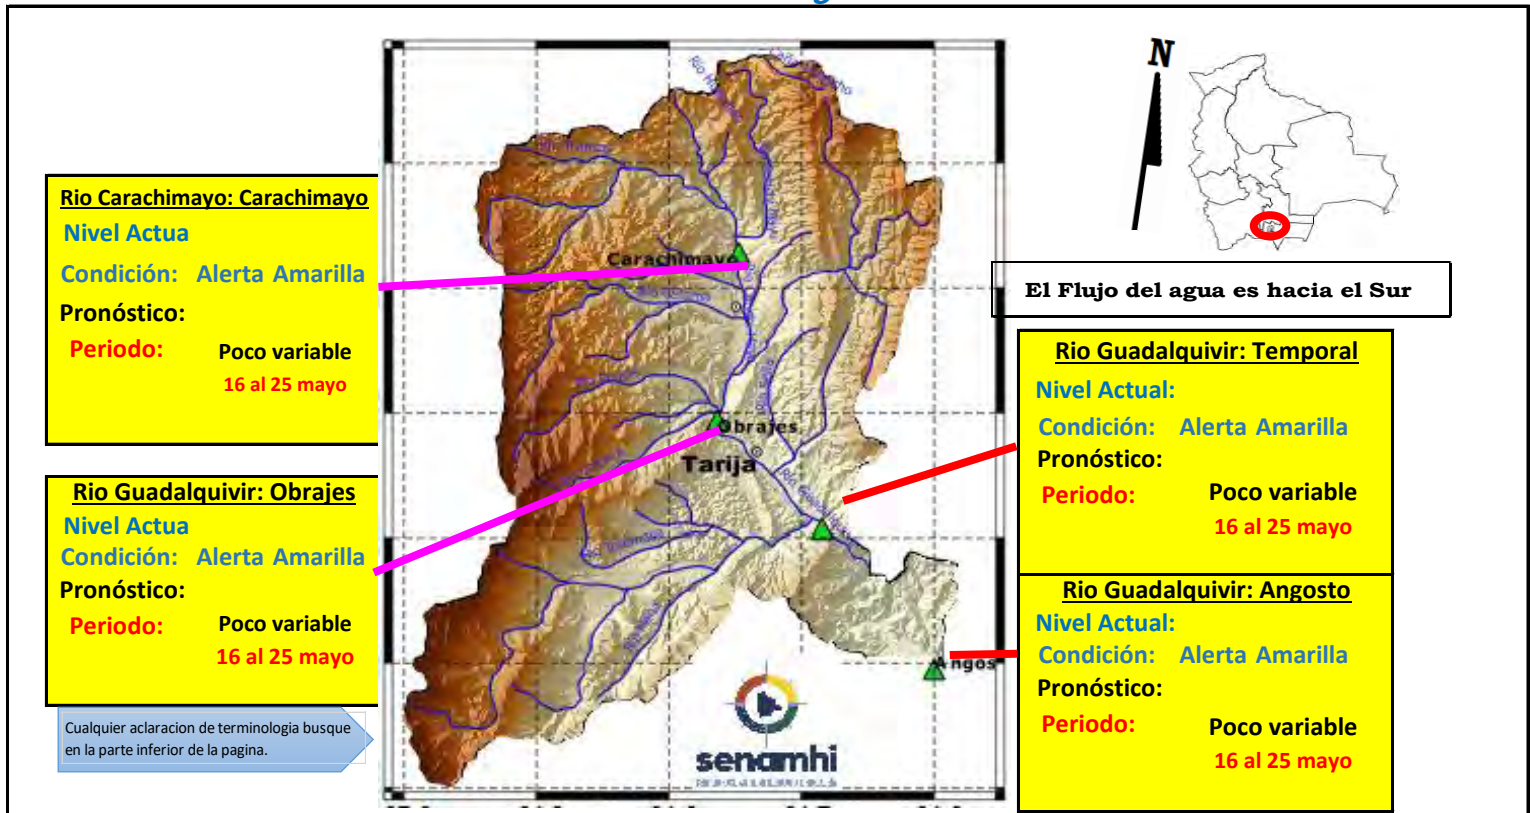 Rio Carachimayo: Carachimayo
Nivel Actua
Condición: Alerta Amarilla
Pronóstico:
Periodo: Poco variable
16 al 25 mayo
Rio Guadalquivir: Obrajes
Nivel Actua
Condición: Alerta Amarilla
Pronóstico:
Periodo: Poco variable
16 al 25 mayo
Cualquier aclaracion de terminologia busque
en la parte inferior de la pagina.
Carachimayo
Obrajes
Tarija
Angos
senamhi
N
El Flujo del agua es hacia el Sur
Rio Guadalquivir: Temporal
Nivel Actual:
Condición: Alerta Amarilla
Pronóstico:
Periodo: Poco variable
16 al 25 mayo
Rio Guadalquivir: Angosto
Nivel Actual:
Condición: Alerta Amarilla
Pronóstico:
Periodo: Poco variable
16 al 25 mayo